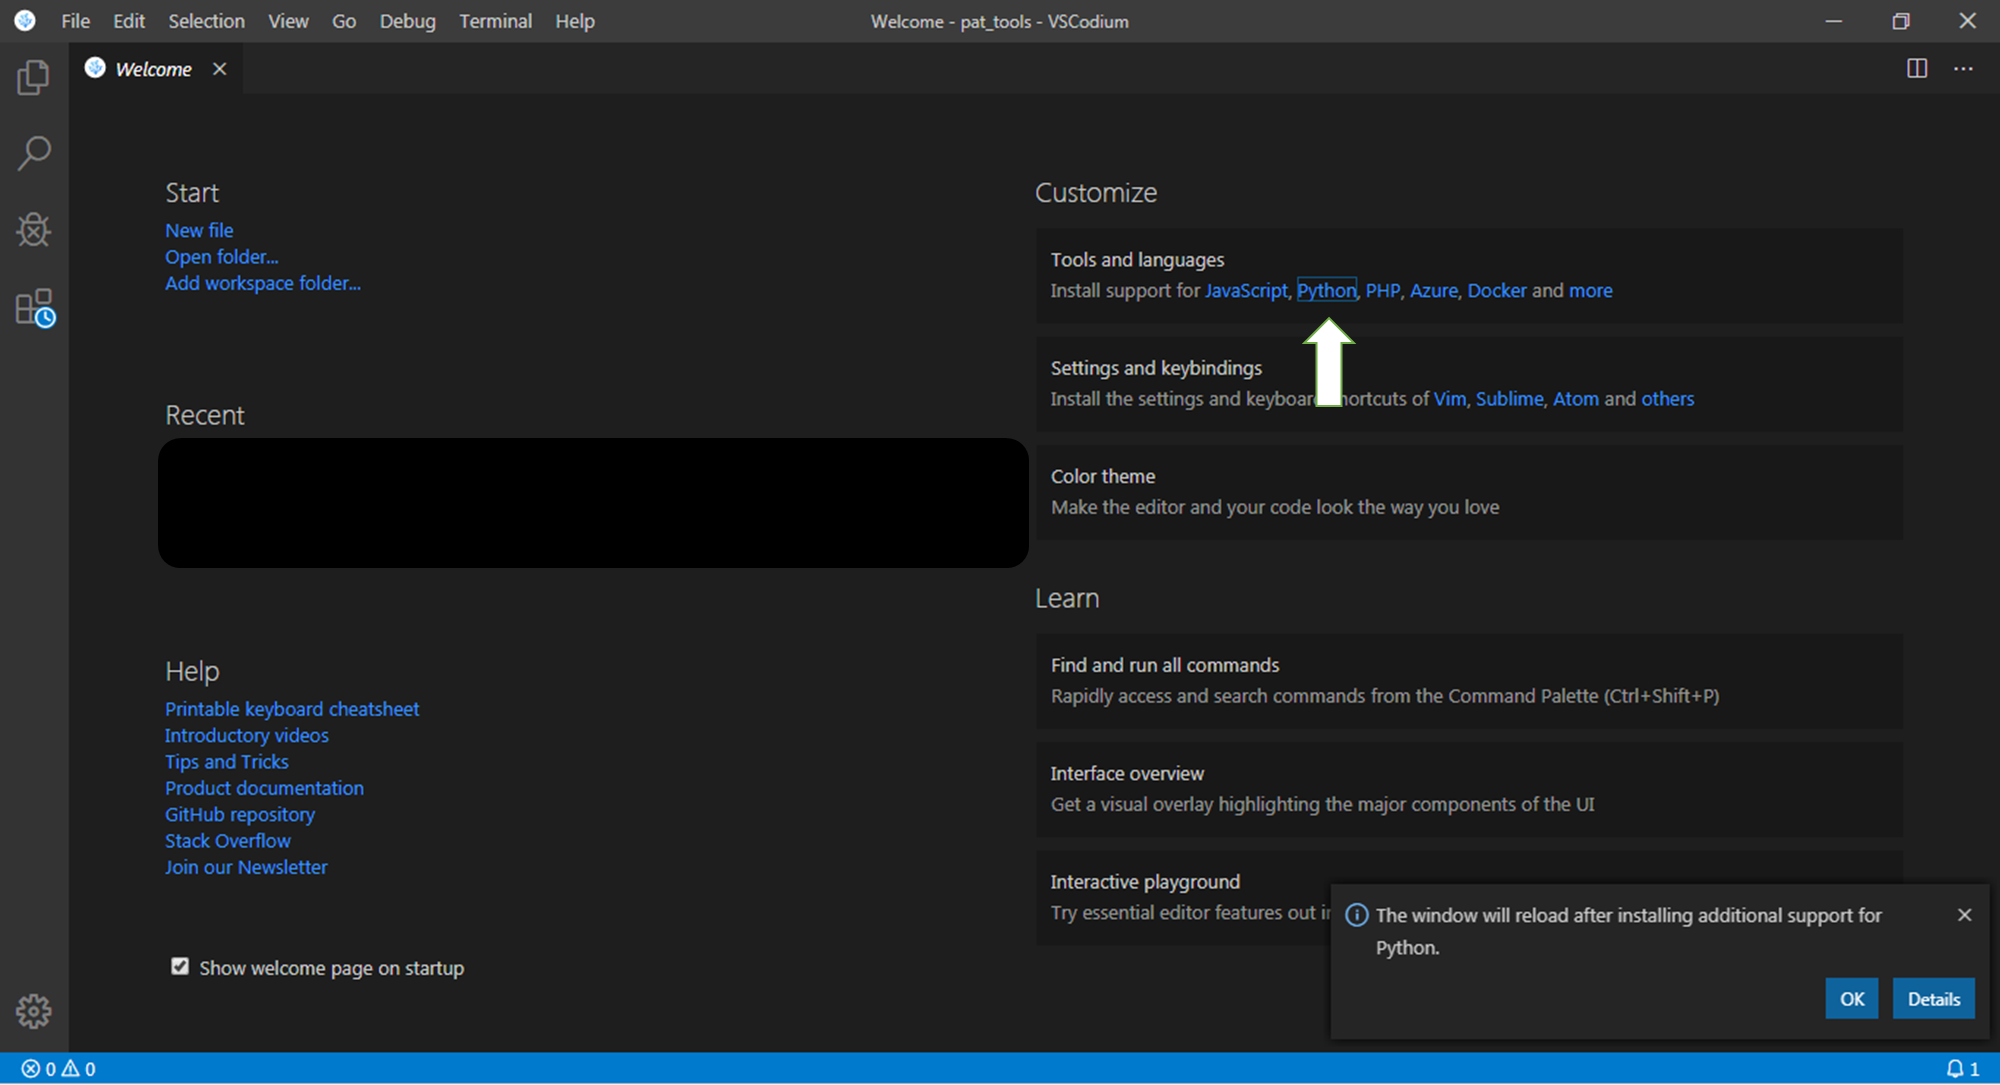 File Edit Selection View Go Debug Terminal Help
Welcome - pat_tools - VSCodium
Welcome
Start
New file
Open folder...
Add workspace folder...
Recent
Help
Printable keyboard cheatsheet
Introductory videos
Tips and Tricks
Product documentation
GitHub repository
Stack Overflow
Join our Newsletter
Show welcome page on startup
Customize
Tools and languages
Install support for JavaScript, Python, PHP, Azure, Docker and more
Settings and keybindings
Install the settings and keyboar hortcuts of Vim, Sublime, Atom and others
Color theme
Make the editor and your code look the way you love
Learn
Find and run all commands
Rapidly access and search commands from the Command Palette (Ctrl+Shift+P)
Interface overview
Get a visual overlay highlighting the major components of the UI
Interactive playground
Try essential editor features out i
The window will reload after installing additional support for
Python.
OK Details
0 0
1